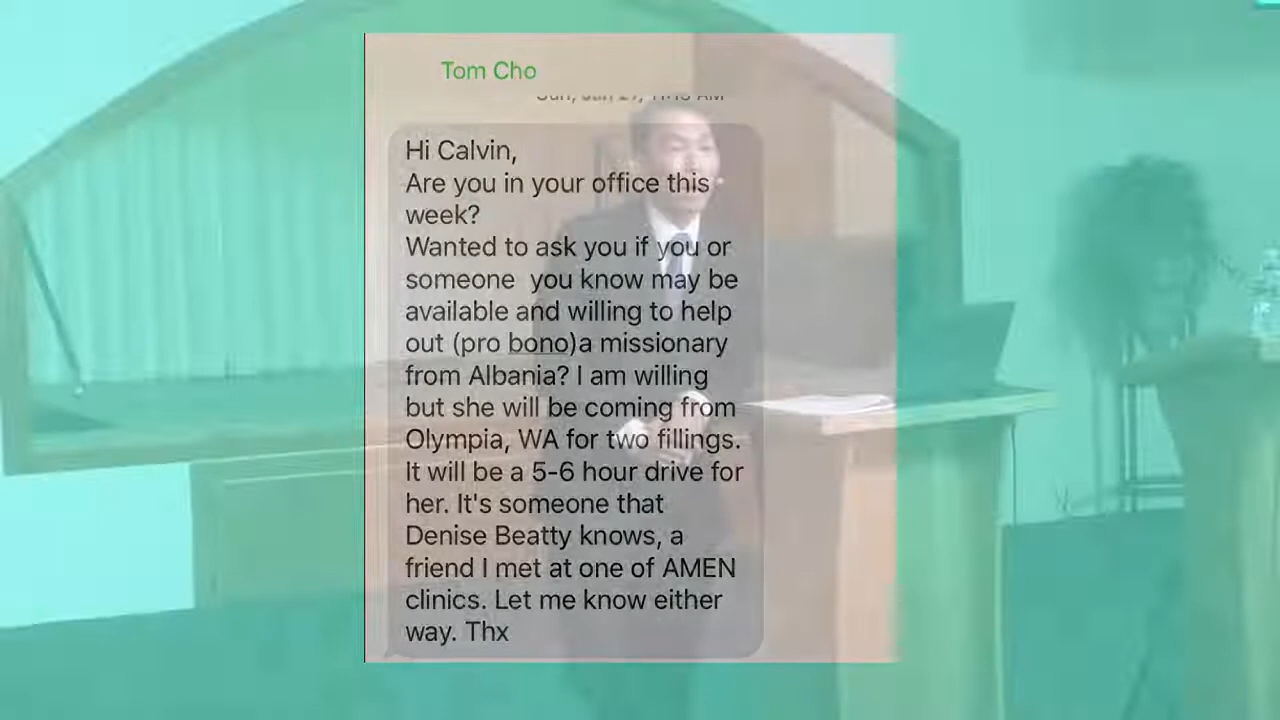 Tom Cho
Hi Calvin,
Are you in your office this
week?
Wanted to ask you if you or
someone you know may be
available and willing to help
out (pro bono)a missionary
from Albania? I am willing
but she will be coming from
Olympia, WA for two fillings.
It will be a 5-6 hour drive for
her. It's someone that
Denise Beatty knows, a
friend I met at one of AMEN
clinics. Let me know either
way. Thx